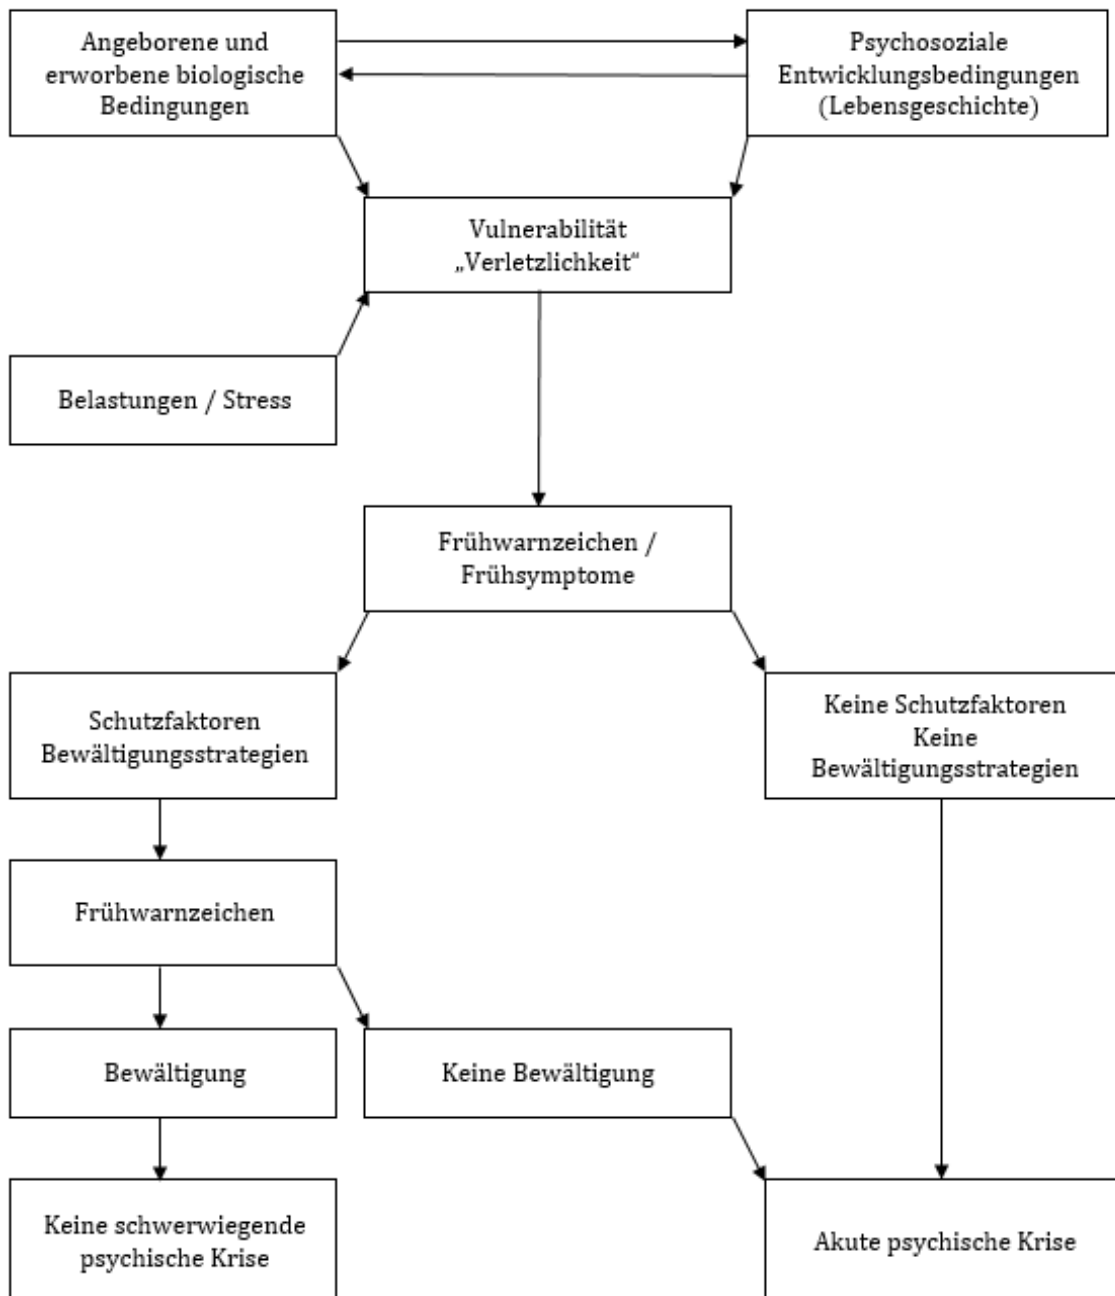 Angeborene und
erworbene biologische
Bedingungen
Psychosoziale
Entwicklungsbedingungen
(Lebensgeschichte)
Vulnerabilität
„Verletzlichkeit“
Belastungen / Stress
Frühwarnzeichen /
Frühsymptome
Schutzfaktoren
Bewältigungsstrategien
Keine Schutzfaktoren
Keine
Bewältigungsstrategien
Frühwarnzeichen
Bewältigung
Keine Bewältigung
Keine schwerwiegende
psychische Krise
Akute psychische Krise